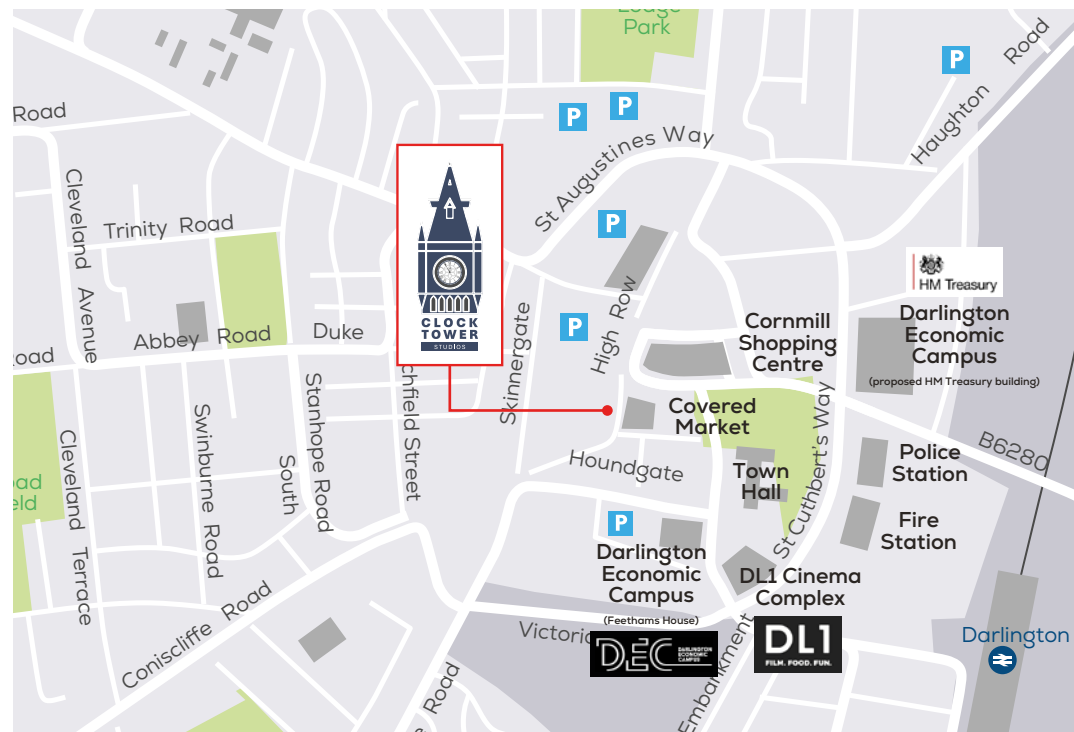 Park
Road
Haughton Road
St Augustines Way
Cleveland Avenue
Trinity Road
HM Treasury
Darlington
Economic
Campus
(proposed HM Treasury building)
CLOCK
TOWER
STUDIOS
High Row
Cornmill
Shopping
Centre
Abbey Road
Duke
Road
Skinnergate
Stanhope Road
South
Swinburne Road
Cleveland Terrace
chfield Street
Covered
Market
Houndgate
Town
Hall
St Cuthbert's Way
B6280
Police
Station
Fire
Station
P
P
P
P
P
P
Darlington
Economic
Campus
(Feethams House)
DEC DARLINGTON
ECONOMIC
CAMPUS
DL1 Cinema
Complex
DL1
FILM. FOOD. FUN.
Coniscliffe Road
Victoria
Embankment
Road
Darlington